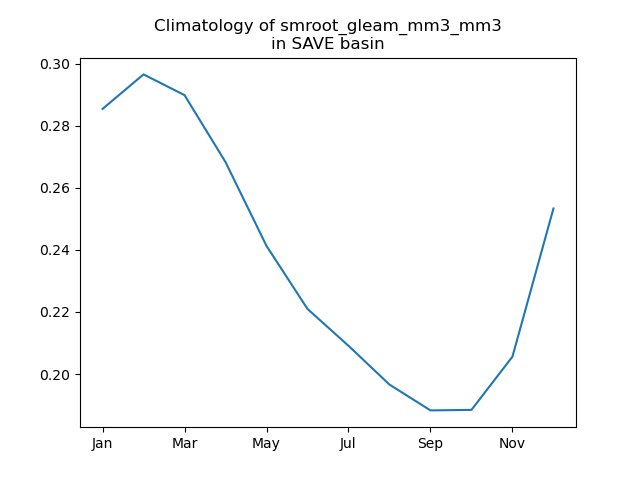 Climatology of smroot_gleam_mm3_mm3
in SAVE basin
0.30
0.28
0.26
0.24
0.22
0.20
Jan
Mar
May
Jul
Sep
Nov